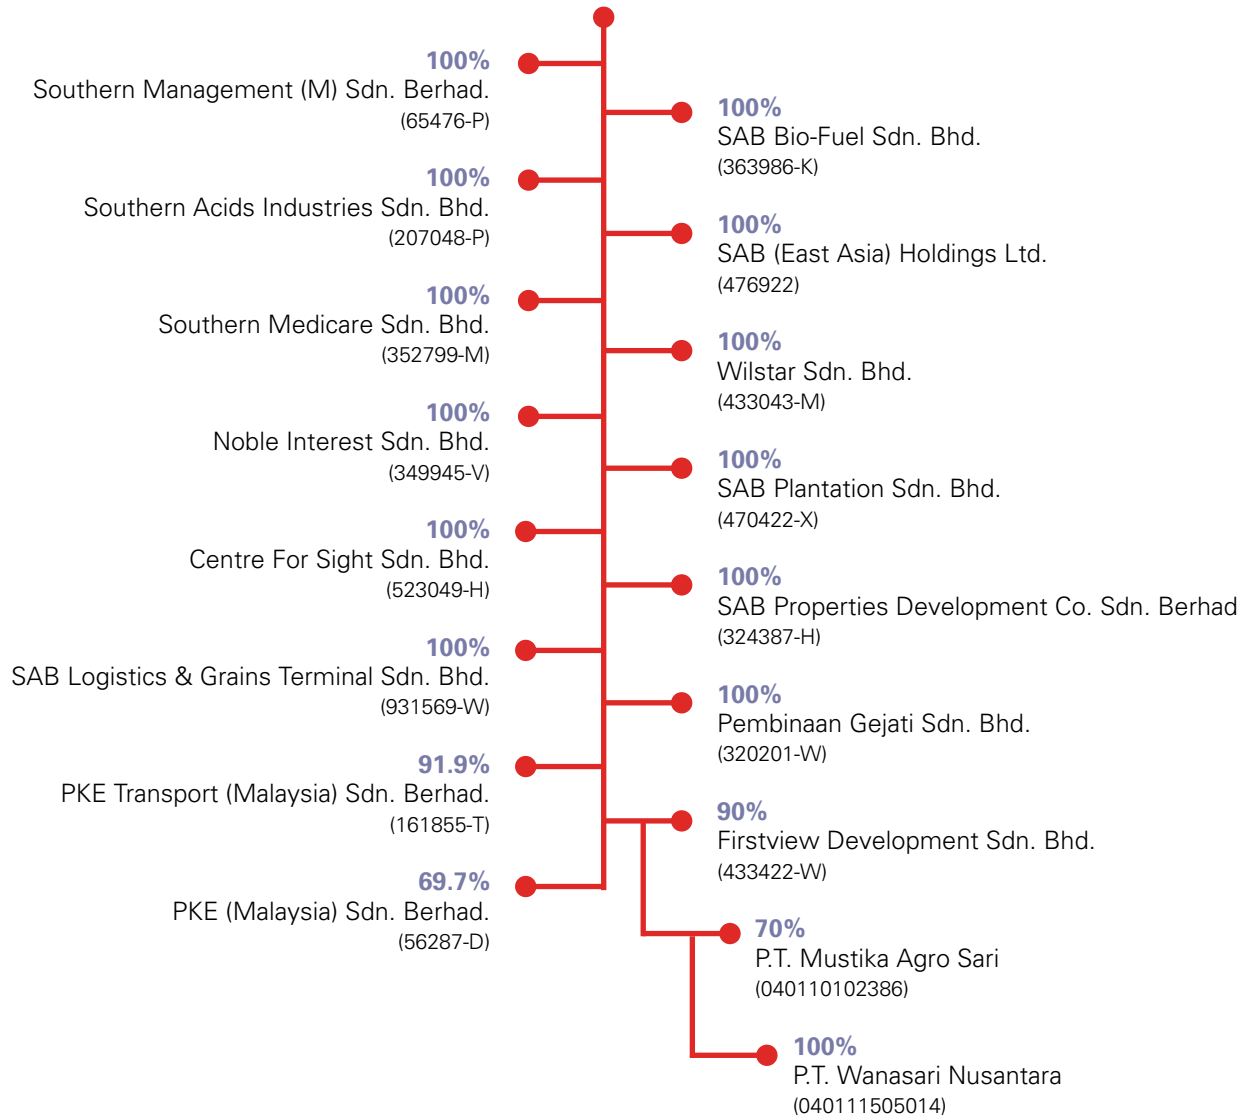 100%
Southern Management (M) Sdn. Berhad.
(65476-P)
100%
SAB Bio-Fuel Sdn. Bhd.
(363986-K)
100%
Southern Acids Industries Sdn. Bhd.
(207048-P)
100%
SAB (East Asia) Holdings Ltd.
(476922)
100%
Southern Medicare Sdn. Bhd.
(352799-M)
100%
Wilstar Sdn. Bhd.
(433043-M)
100%
Noble Interest Sdn. Bhd.
(349945-V)
100%
SAB Plantation Sdn. Bhd.
(470422-X)
100%
Centre For Sight Sdn. Bhd.
(523049-H)
100%
SAB Properties Development Co. Sdn. Berhad
(324387-H)
100%
SAB Logistics & Grains Terminal Sdn. Bhd.
(931569-W)
100%
Pembinaan Gejati Sdn. Bhd.
(320201-W)
91.9%
PKE Transport (Malaysia) Sdn. Berhad.
(161855-T)
90%
Firstview Development Sdn. Bhd.
(433422-W)
69.7%
PKE (Malaysia) Sdn. Berhad.
(56287-D)
70%
P.T. Mustika Agro Sari
(040110102386)
100%
P.T. Wanasari Nusantara
(040111505014)